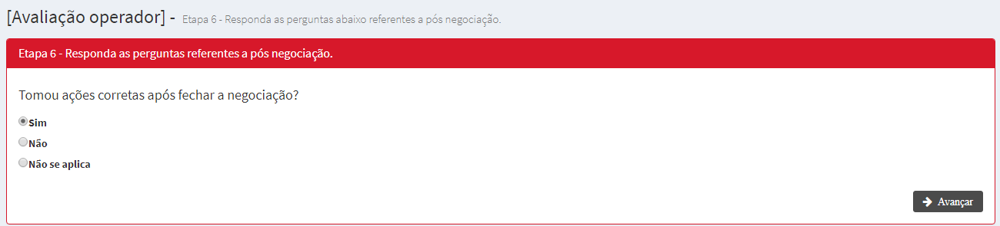 [Avaliação operador] - Etapa 6 - Responda as perguntas abaixo referentes a pós negociação.
Etapa 6 - Responda as perguntas referentes a pós negociação.
Tomou ações corretas após fechar a negociação?
Sim
Não
Não se aplica
Avançar